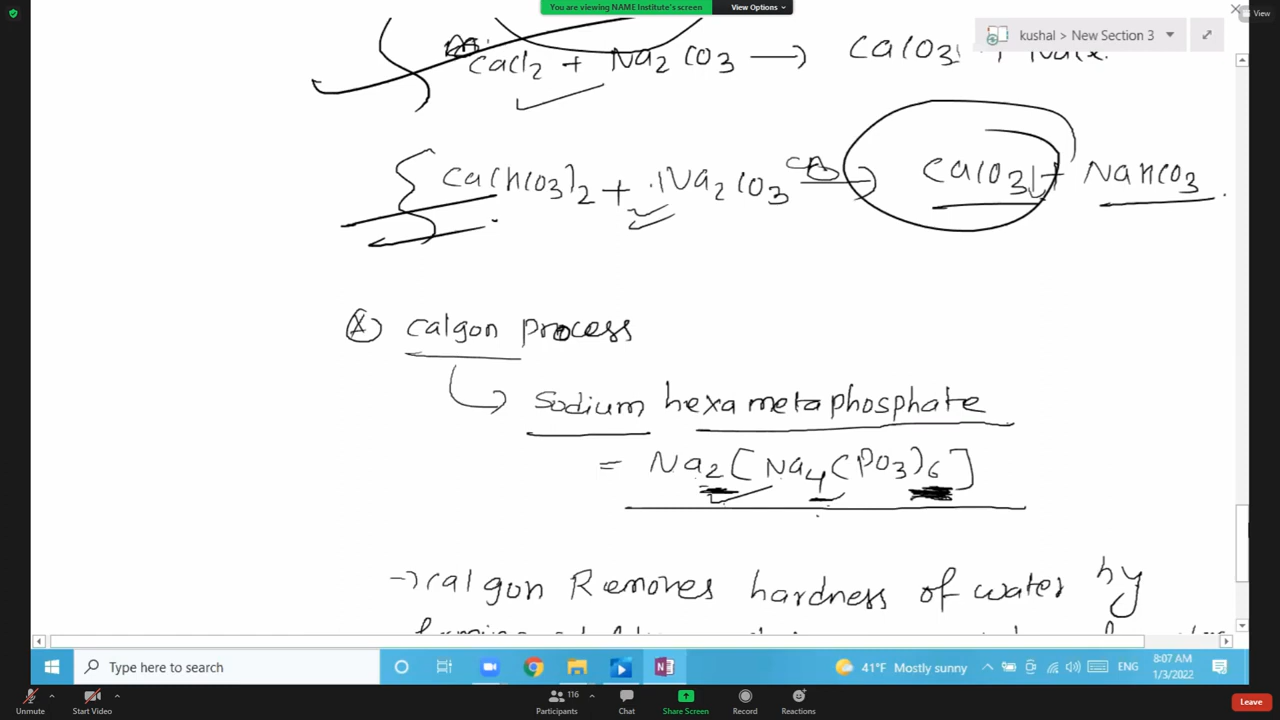 You are viewing NAME Institute's screen View Options
View
kushal > New Section 3
CaCl2 + Na2CO3 → CaCO3↓ +
Ca(HCO3)2 + Na2CO3 → CaCO3↓ + NaHCO3
calgon process
Sodium hexametaphosphate
= Na2[Na4(PO3)6]
→ calgon Removes hardness of water by
Type here to search
41°F Mostly sunny
ENG
8:07 AM
1/3/2022
Unmute
Start Video
116
Participants
Chat
Share Screen
Record
Reactions
Leave